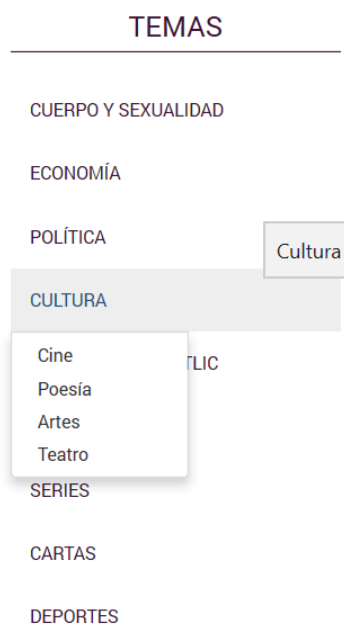 TEMAS
CUERPO Y SEXUALIDAD
ECONOMÍA
POLÍTICA
Cultura
CULTURA
Cine
Poesía
Artes
Teatro
SERIES
CARTAS
DEPORTES